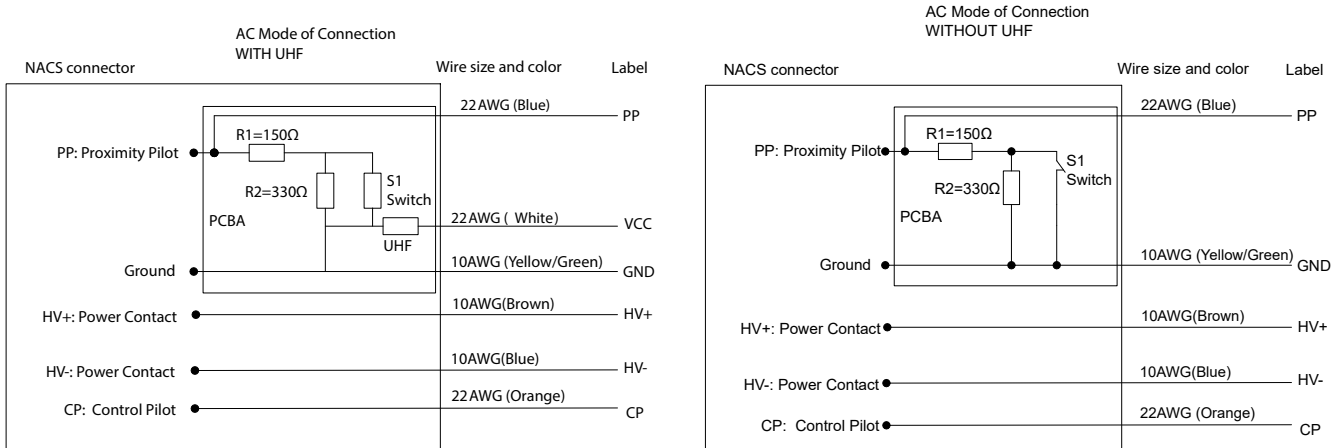 AC Mode of Connection
WITH UHF
NACS connector
Wire size and color
Label
22AWG (Blue)
PP
R1=150Ω
PP: Proximity Pilot
R2=330Ω
S1
Switch
PCBA
22AWG ( White)
VCC
UHF
Ground
10AWG (Yellow/Green)
GND
HV+: Power Contact
10AWG(Brown)
HV+
HV-: Power Contact
10AWG(Blue)
HV-
CP: Control Pilot
22AWG (Orange)
CP
AC Mode of Connection
WITHOUT UHF
NACS connector
Wire size and color
Label
22AWG (Blue)
PP
R1=150Ω
PP: Proximity Pilot
S1
Switch
R2=330Ω
PCBA
Ground
10AWG (Yellow/Green)
GND
HV+: Power Contact
10AWG(Brown)
HV+
HV-: Power Contact
10AWG(Blue)
HV-
CP: Control Pilot
22AWG (Orange)
CP